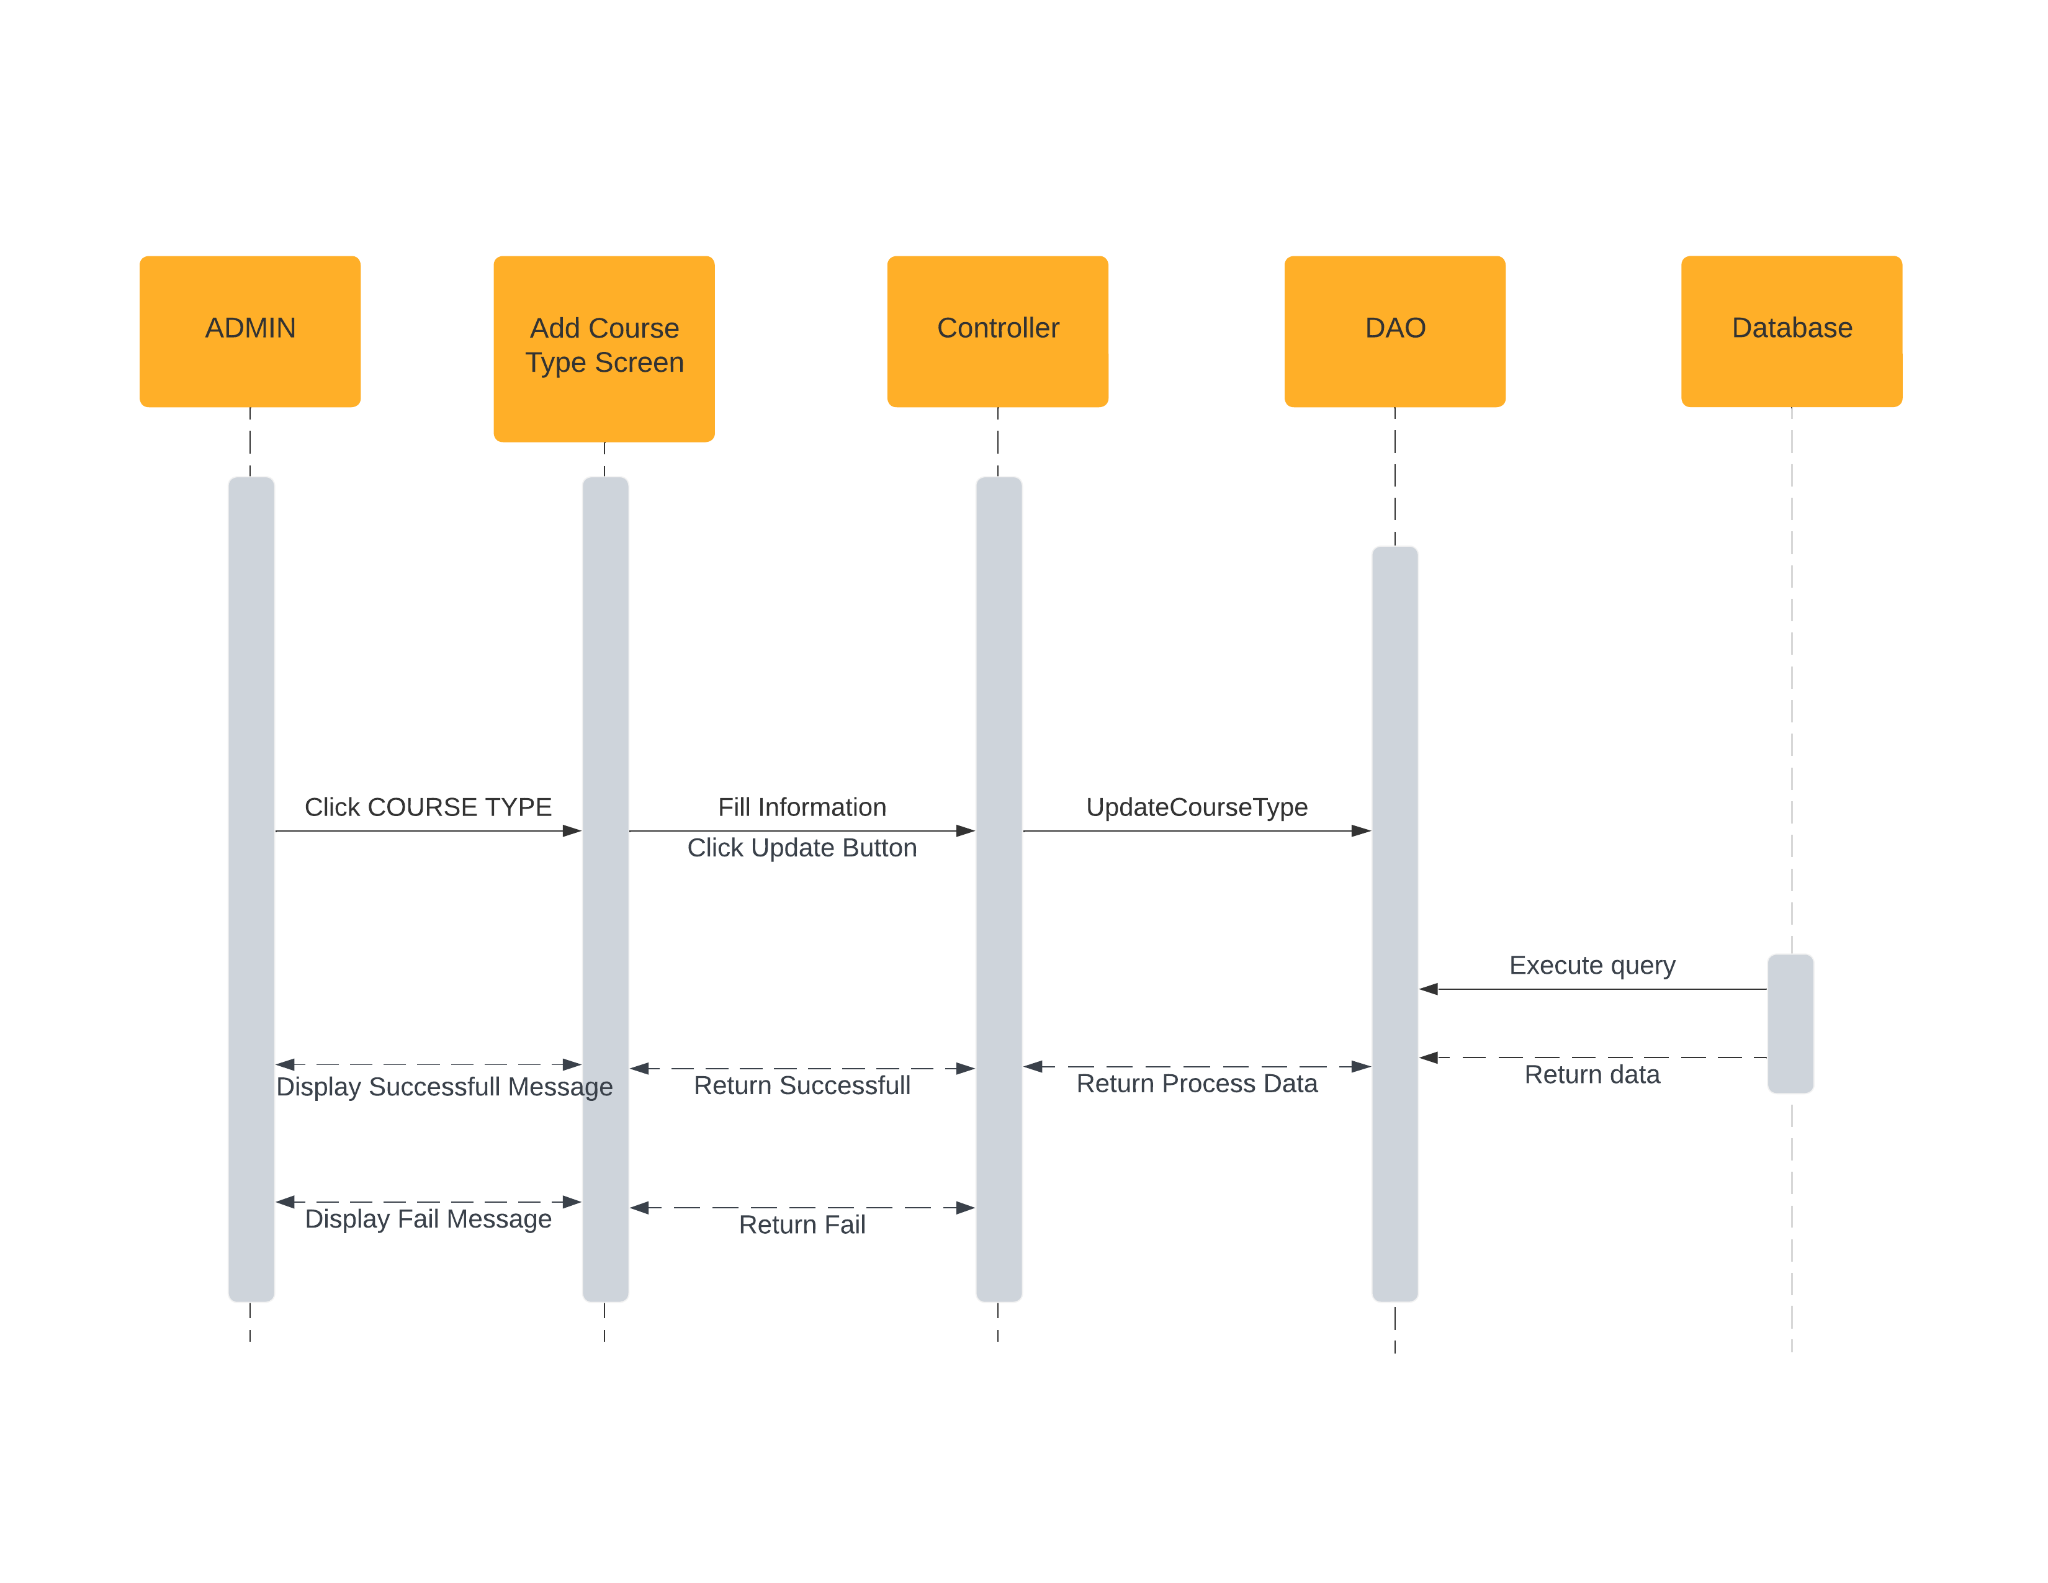 ADMIN
Add Course
Type Screen
Controller
DAO
Database
Click COURSE TYPE
Fill Information
Click Update Button
UpdateCourseType
Execute query
Display Successfull Message
Return Successfull
Return Process Data
Return data
Display Fail Message
Return Fail